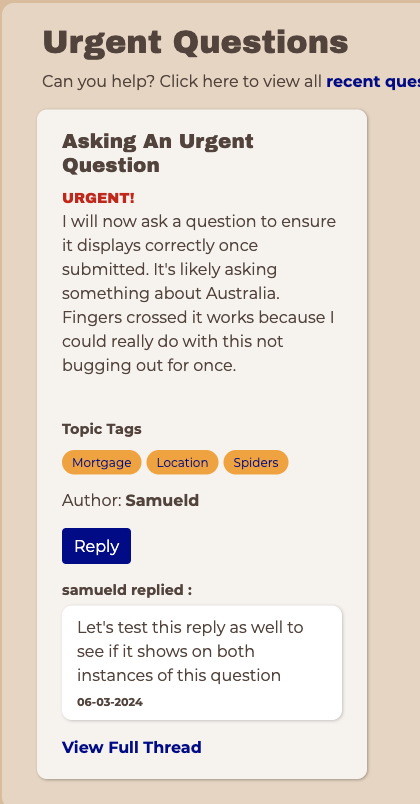 Urgent Questions
Can you help? Click here to view all recent ques
Asking An Urgent
Question
URGENT!
I will now ask a question to ensure
it displays correctly once
submitted. It's likely asking
something about Australia.
Fingers crossed it works because I
could really do with this not
bugging out for once.
Topic Tags
Mortgage Location Spiders
Author: Samueld
Reply
samueld replied :
Let's test this reply as well to
see if it shows on both
instances of this question
06-03-2024
View Full Thread